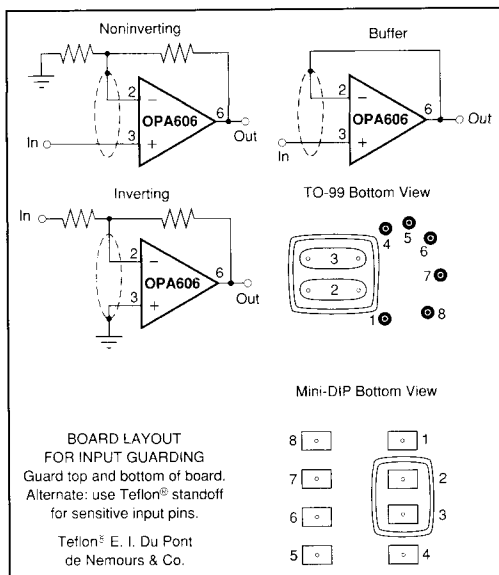 Noninverting
2
OPA606
6
3
In
Out
Buffer
2
OPA606
6
Out
3
In
Inverting
In
2
OPA606
6
3
Out
TO-99 Bottom View
4
5
6
3
7
2
1
8
Mini-DIP Bottom View
8
1
7
2
6
3
5
4
BOARD LAYOUT
FOR INPUT GUARDING
Guard top and bottom of board.
Alternate: use Teflon® standoff
for sensitive input pins.
Teflon® E. I. Du Pont
de Nemours & Co.